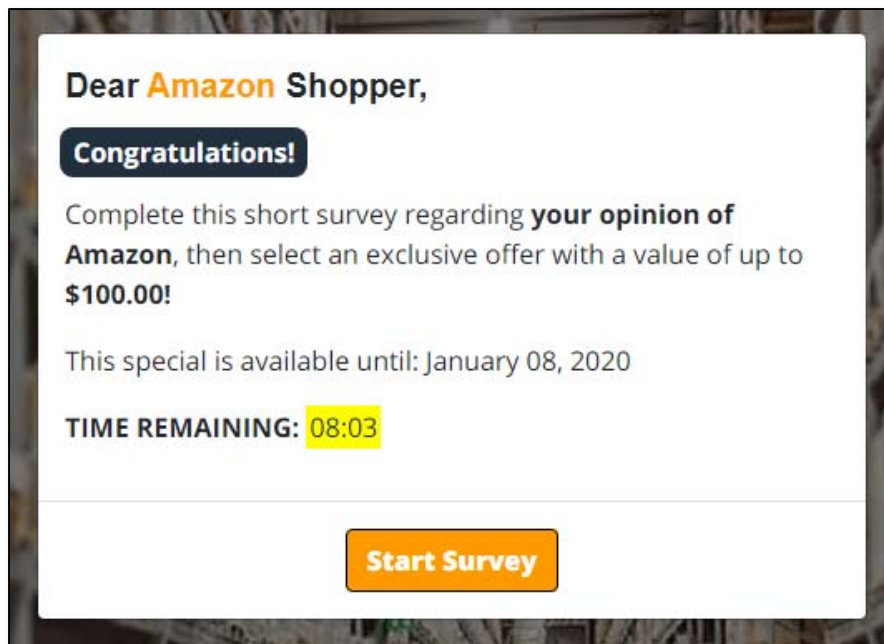 Dear Amazon Shopper,
Congratulations!
Complete this short survey regarding your opinion of
Amazon, then select an exclusive offer with a value of up to
$100.00!
This special is available until: January 08, 2020
TIME REMAINING: 08:03
Start Survey